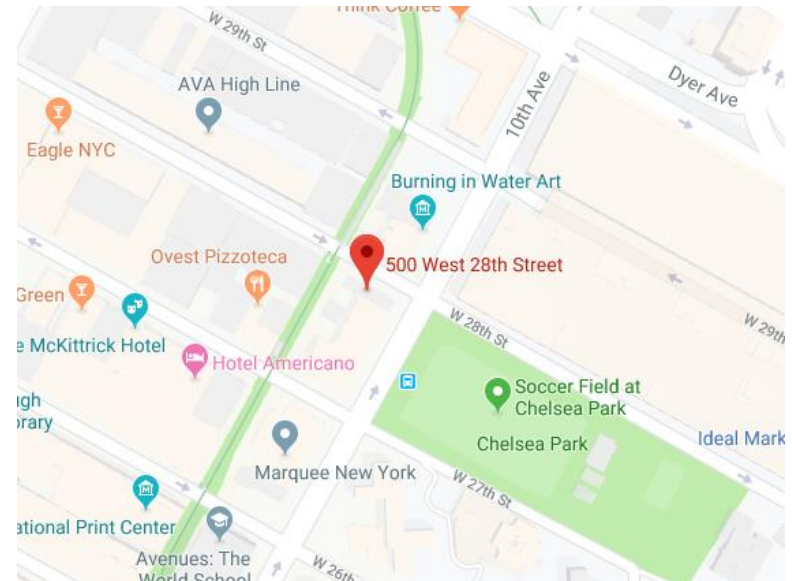 Think Coffee
W 29th St
AVA High Line
Dyer Ave
10th Ave
Eagle NYC
Burning in Water Art
Ovest Pizzoteca
500 West 28th Street
Green
W 28th St
W 29th
e McKittrick Hotel
Hotel Americano
Soccer Field at
Chelsea Park
ugh
brary
Chelsea Park
Ideal Mark
Marquee New York
W 27th St
ational Print Center
Avenues: The
World School
W 26th